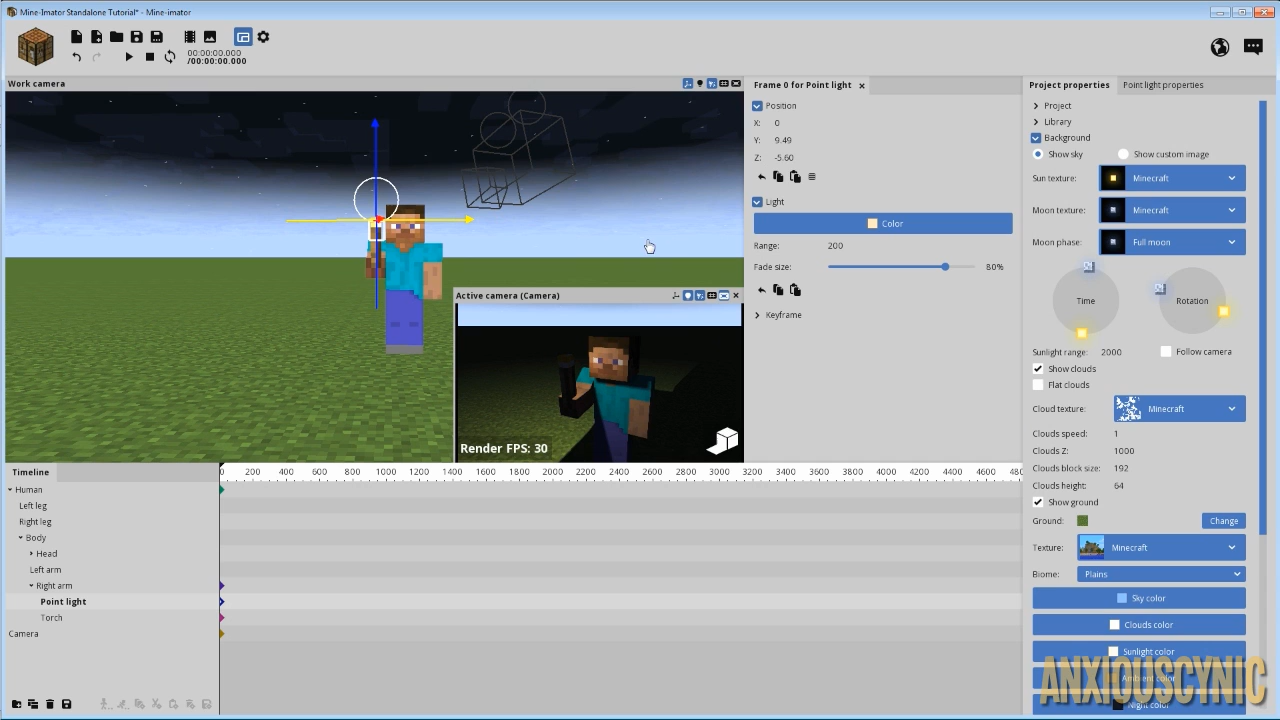 Mine-Imator Standalone Tutorial* - Mine-imator
00:00:00.000
/00:00:00.000
Work camera
Active camera (Camera)
Render FPS: 30
Frame 0 for Point light
Position
X: 0
Y: 9.49
Z: -5.60
Light
Color
Range: 200
Fade size: 80%
Keyframe
Project properties
Point light properties
Project
Library
Background
Show sky
Show custom image
Sun texture: Minecraft
Moon texture: Minecraft
Moon phase: Full moon
Time
Rotation
Sunlight range: 2000
Follow camera
Show clouds
Flat clouds
Cloud texture: Minecraft
Clouds speed: 1
Clouds Z: 1000
Clouds block size: 192
Clouds height: 64
Show ground
Ground: Change
Texture: Minecraft
Biome: Plains
Sky color
Clouds color
Sunlight color
Ambient color
Night color
ANXIOUSCYNIC
Timeline
0 200 400 600 800 1000 1200 1400 1600 1800 2000 2200 2400 2600 2800 3000 3200 3400 3600 3800 4000 4200 4400 4600 480
Human
Left leg
Right leg
Body
Head
Left arm
Right arm
Point light
Torch
Camera